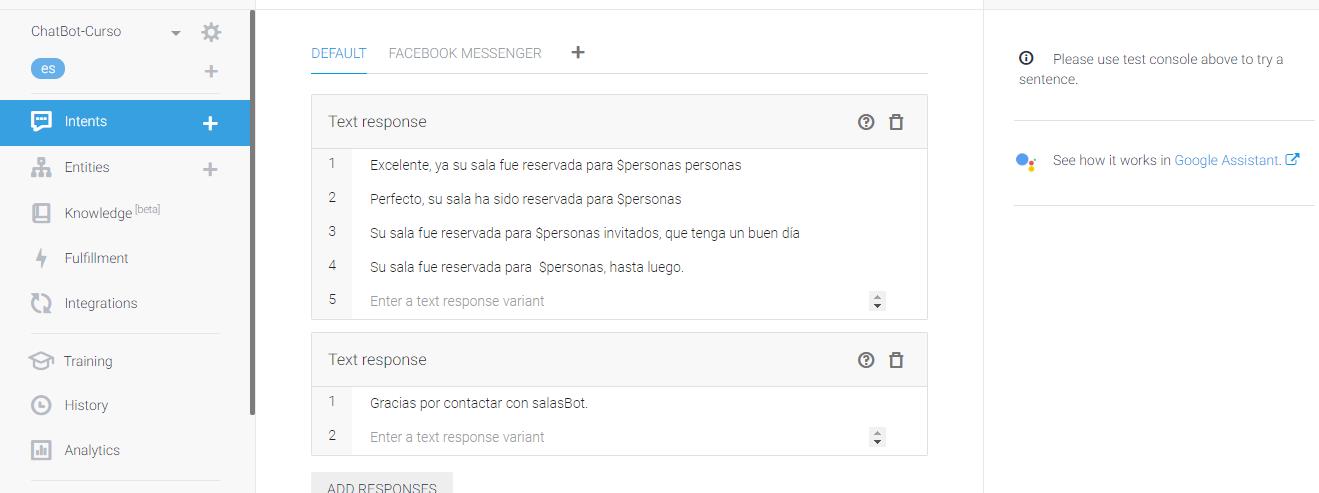 ChatBot-Curso
es
Intents
Entities
Knowledge [beta]
Fulfillment
Integrations
Training
History
Analytics
DEFAULT FACEBOOK MESSENGER
Text response
1 Excelente, ya su sala fue reservada para $personas personas
2 Perfecto, su sala ha sido reservada para $personas
3 Su sala fue reservada para $personas invitados, que tenga un buen día
4 Su sala fue reservada para $personas, hasta luego.
5 Enter a text response variant
Text response
1 Gracias por contactar con salasBot.
2 Enter a text response variant
ADD RESPONSES
Please use test console above to try a
sentence.
See how it works in Google Assistant.